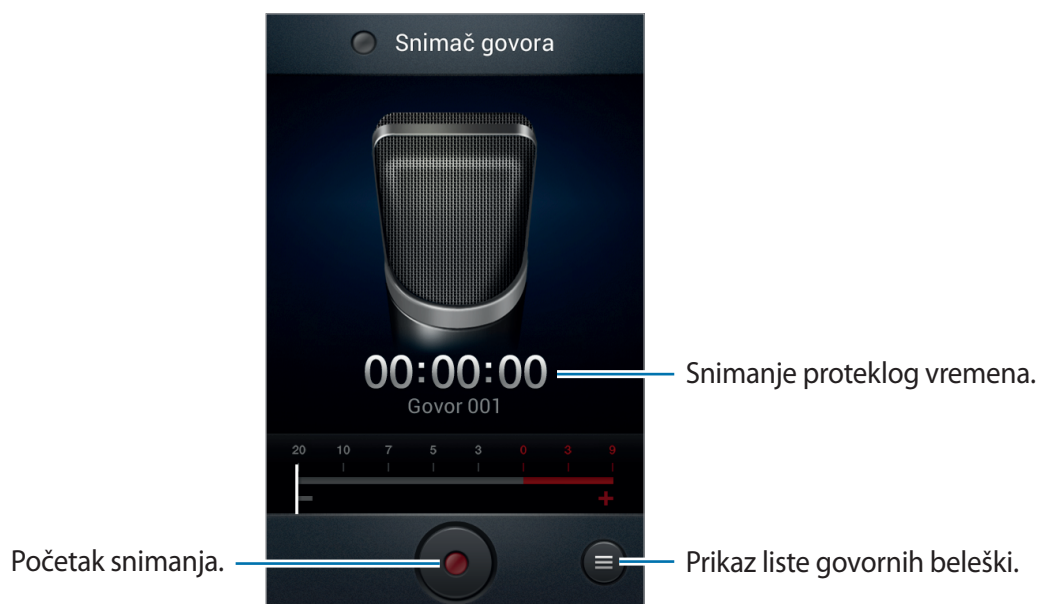 Snimač govora
00:00:00
Snimanje proteklog vremena.
Govor 001
20 10 7 5 3 0 3 9
- +
Početak snimanja.
Prikaz liste govornih beleški.